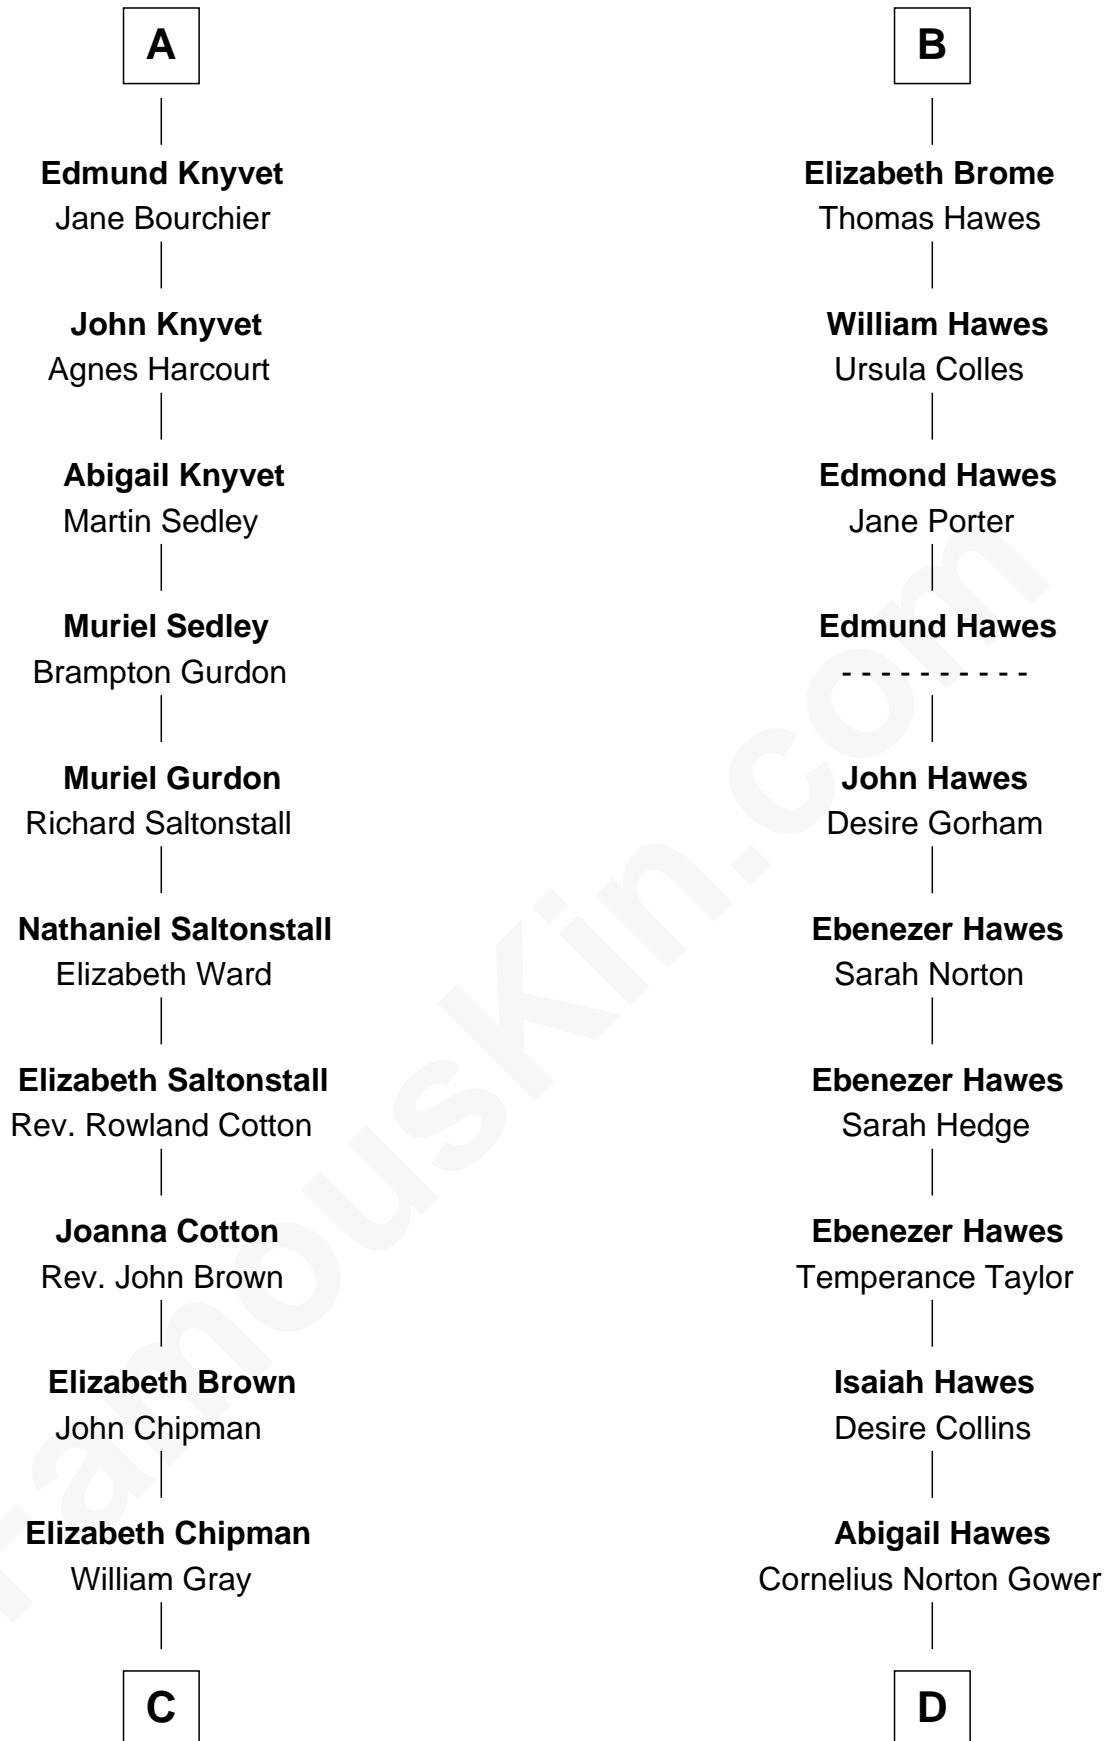 A
Edmund Knyvet
Jane Bourchier
John Knyvet
Agnes Harcourt
Abigail Knyvet
Martin Sedley
Muriel Sedley
Brampton Gurdon
Muriel Gurdon
Richard Saltonstall
Nathaniel Saltonstall
Elizabeth Ward
Elizabeth Saltonstall
Rev. Rowland Cotton
Joanna Cotton
Rev. John Brown
Elizabeth Brown
John Chipman
Elizabeth Chipman
William Gray
C
B
Elizabeth Brome
Thomas Hawes
William Hawes
Ursula Colles
Edmond Hawes
Jane Porter
Edmund Hawes
- - - - - - - - - -
John Hawes
Desire Gorham
Ebenezer Hawes
Sarah Norton
Ebenezer Hawes
Sarah Hedge
Ebenezer Hawes
Temperance Taylor
Isaiah Hawes
Desire Collins
Abigail Hawes
Cornelius Norton Gower
D
FamousKin.com